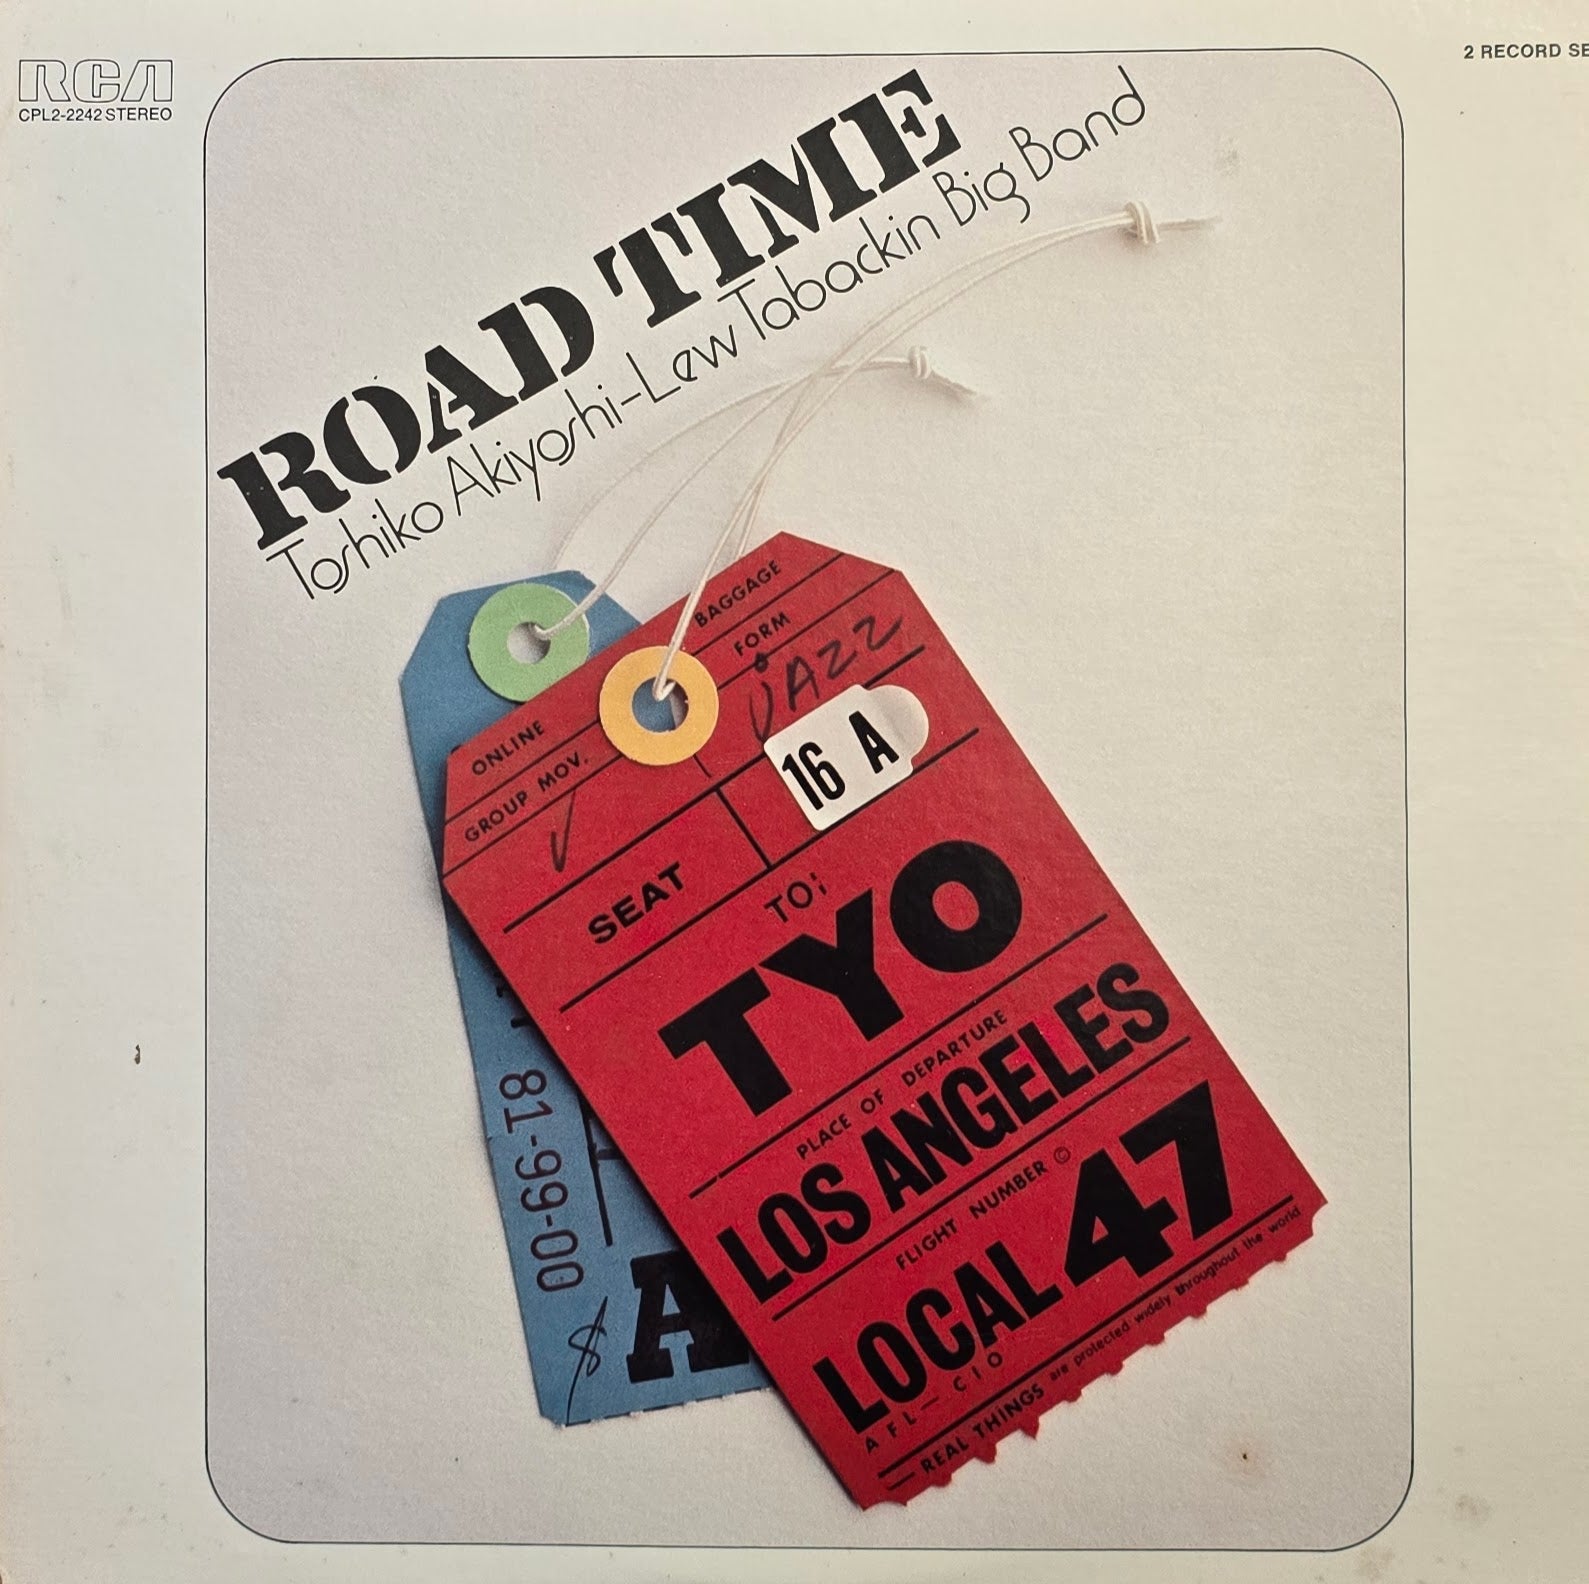 RCA
CPL2-2242 STEREO
2 RECORD SE
ROAD TIME
Toshiko Akiyoshi-Lew Tabackin Big Band
BAGGAGE
FORM
JAZZ
ONLINE
GROUP MOV.
16 A
SEAT
TO:
TYO
PLACE OF DEPARTURE
LOS ANGELES
FLIGHT NUMBER ©
LOCAL 47
AFL-CIO
REAL THINGS are protected widely throughout the world
81-99-00
$
A